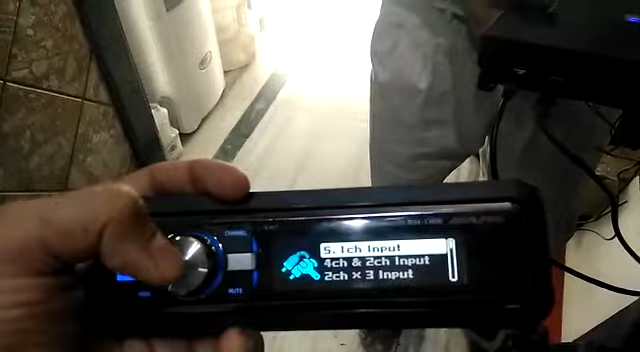 CHANNEL
5. 1ch Input
4ch & 2ch Input
2ch × 3 Input
MUTE